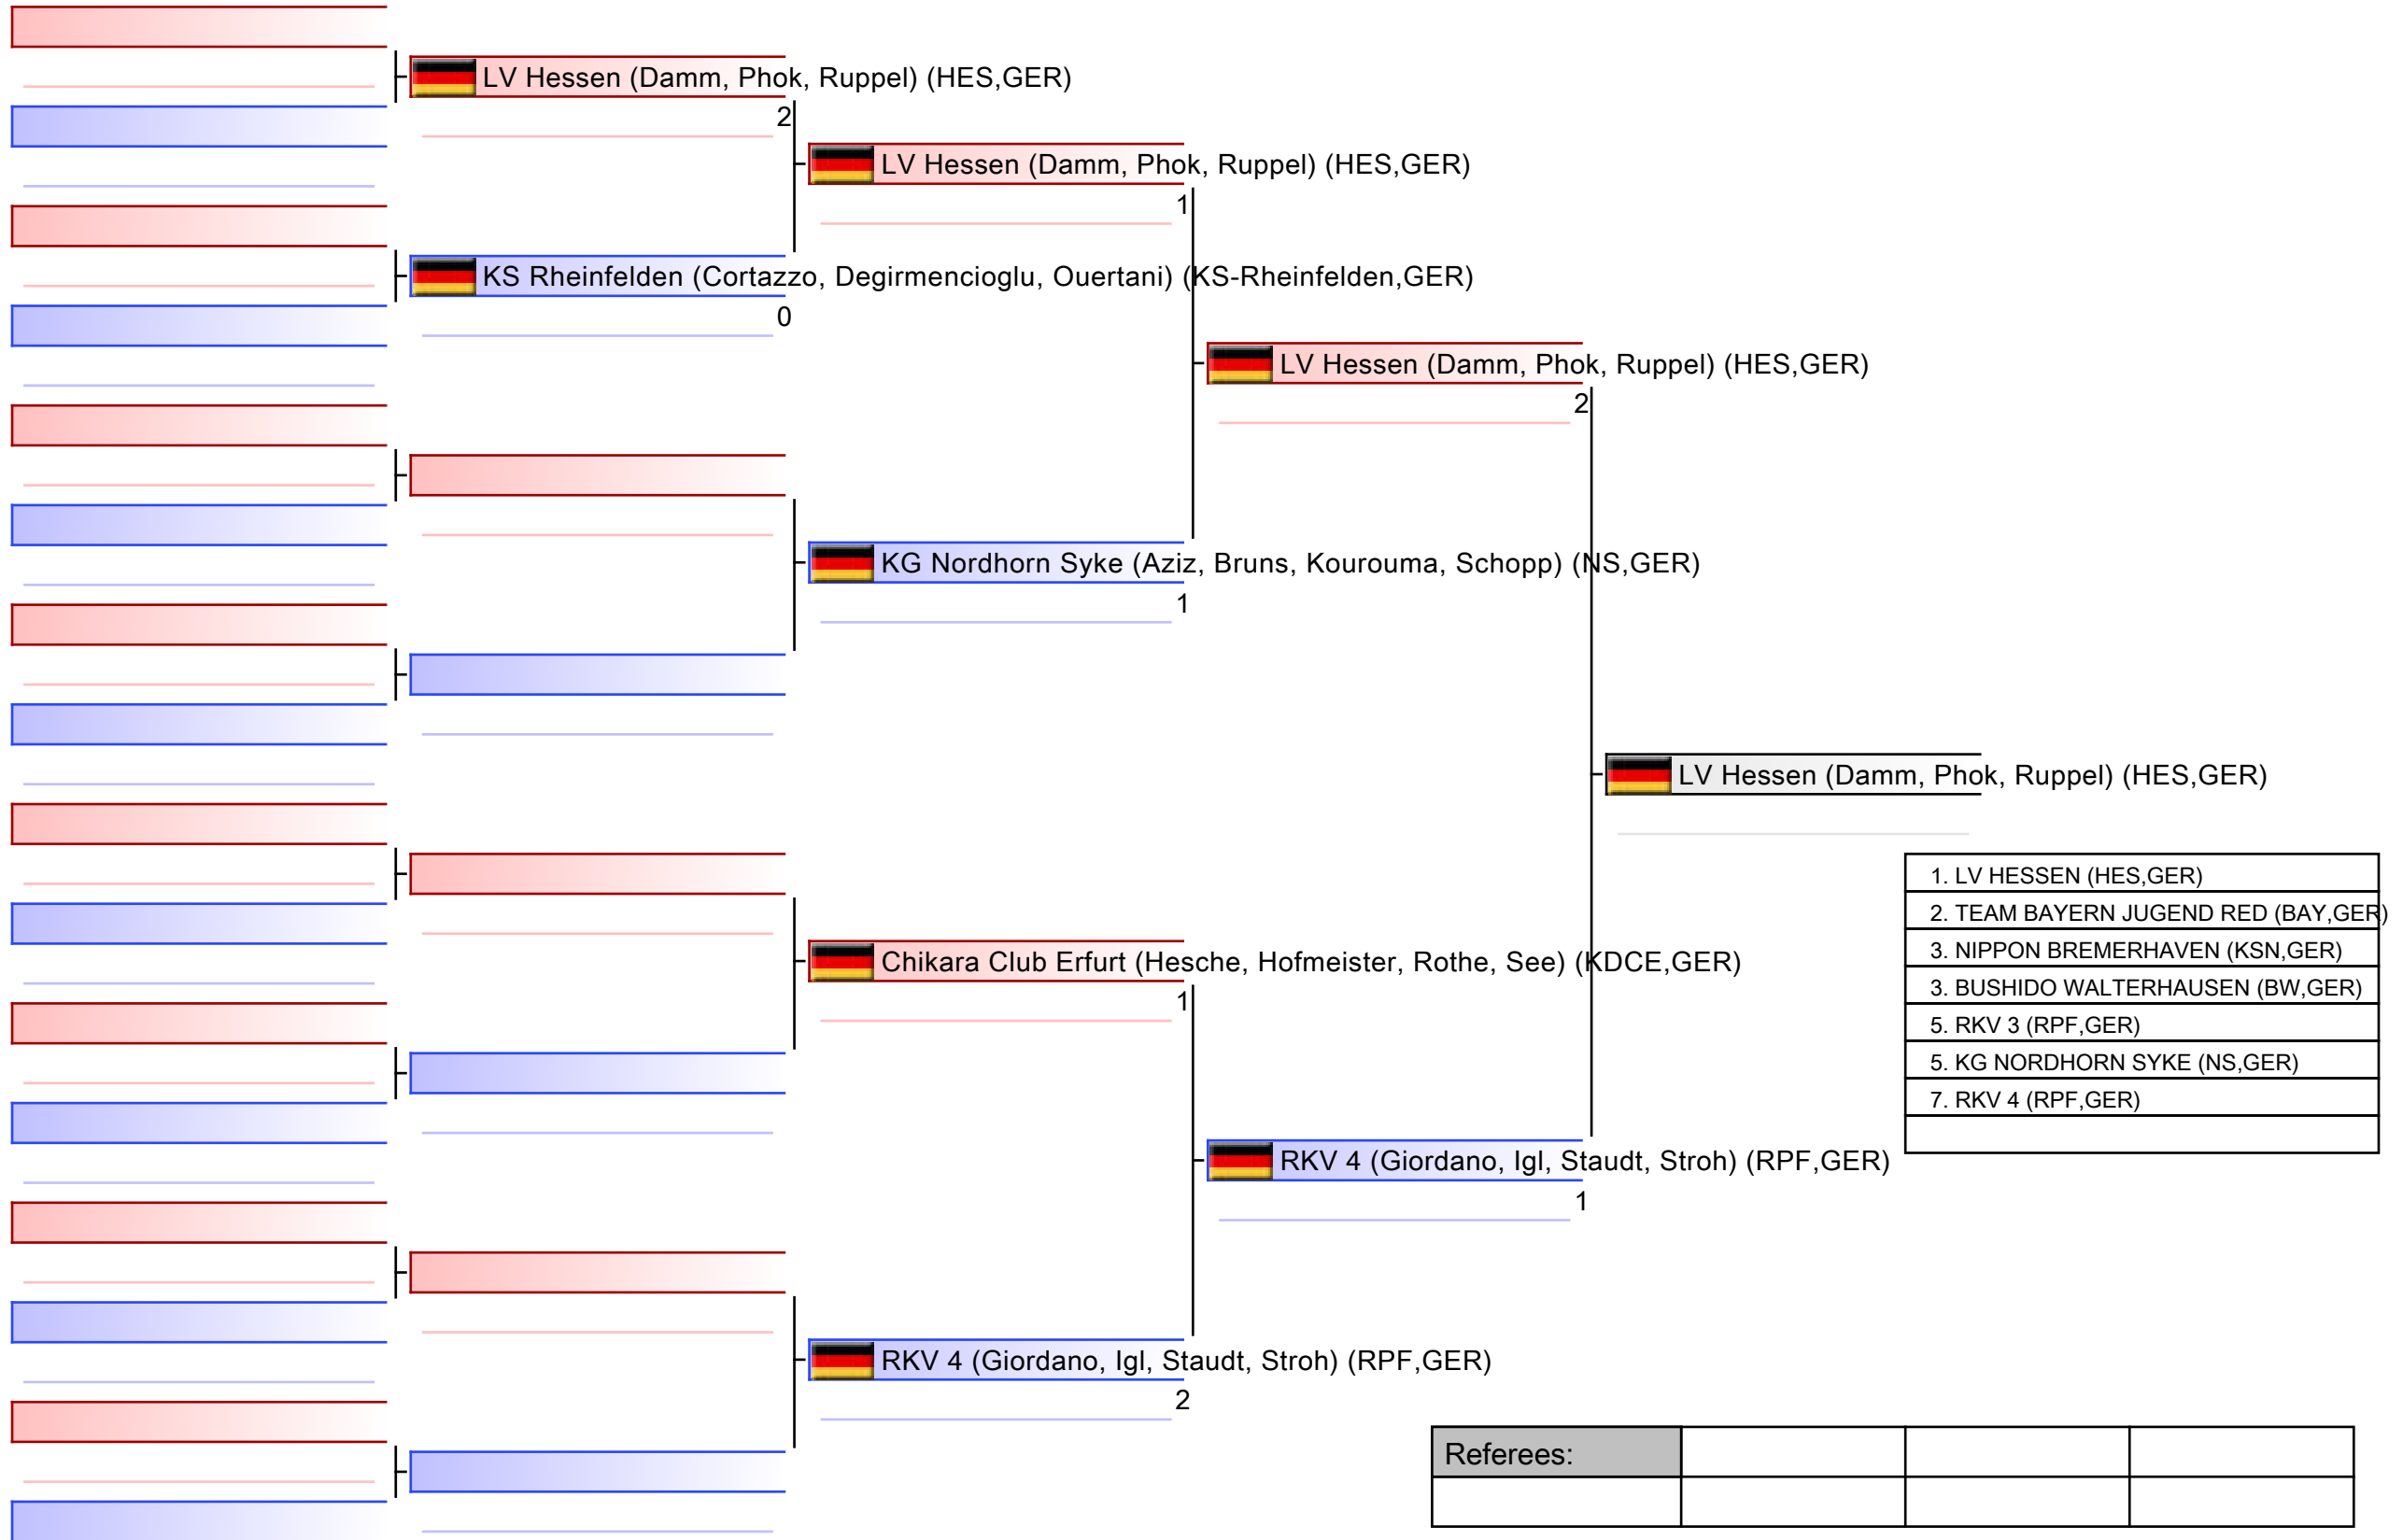 LV Hessen (Damm, Phok, Ruppel) (HES,GER)
2
LV Hessen (Damm, Phok, Ruppel) (HES,GER)
1
KS Rheinfelden (Cortazzo, Degirmencioglu, Ouertani) (KS-Rheinfelden,GER)
0
LV Hessen (Damm, Phok, Ruppel) (HES,GER)
2
KG Nordhorn Syke (Aziz, Bruns, Kourouma, Schopp) (NS,GER)
1
LV Hessen (Damm, Phok, Ruppel) (HES,GER)
1. LV HESSEN (HES,GER)
2. TEAM BAYERN JUGEND RED (BAY,GER)
3. NIPPON BREMERHAVEN (KSN,GER)
3. BUSHIDO WALTERHAUSEN (BW,GER)
5. RKV 3 (RPF,GER)
5. KG NORDHORN SYKE (NS,GER)
7. RKV 4 (RPF,GER)
Chikara Club Erfurt (Hesche, Hofmeister, Rothe, See) (KDCE,GER)
1
RKV 4 (Giordano, Igl, Staudt, Stroh) (RPF,GER)
1
RKV 4 (Giordano, Igl, Staudt, Stroh) (RPF,GER)
2
Referees: